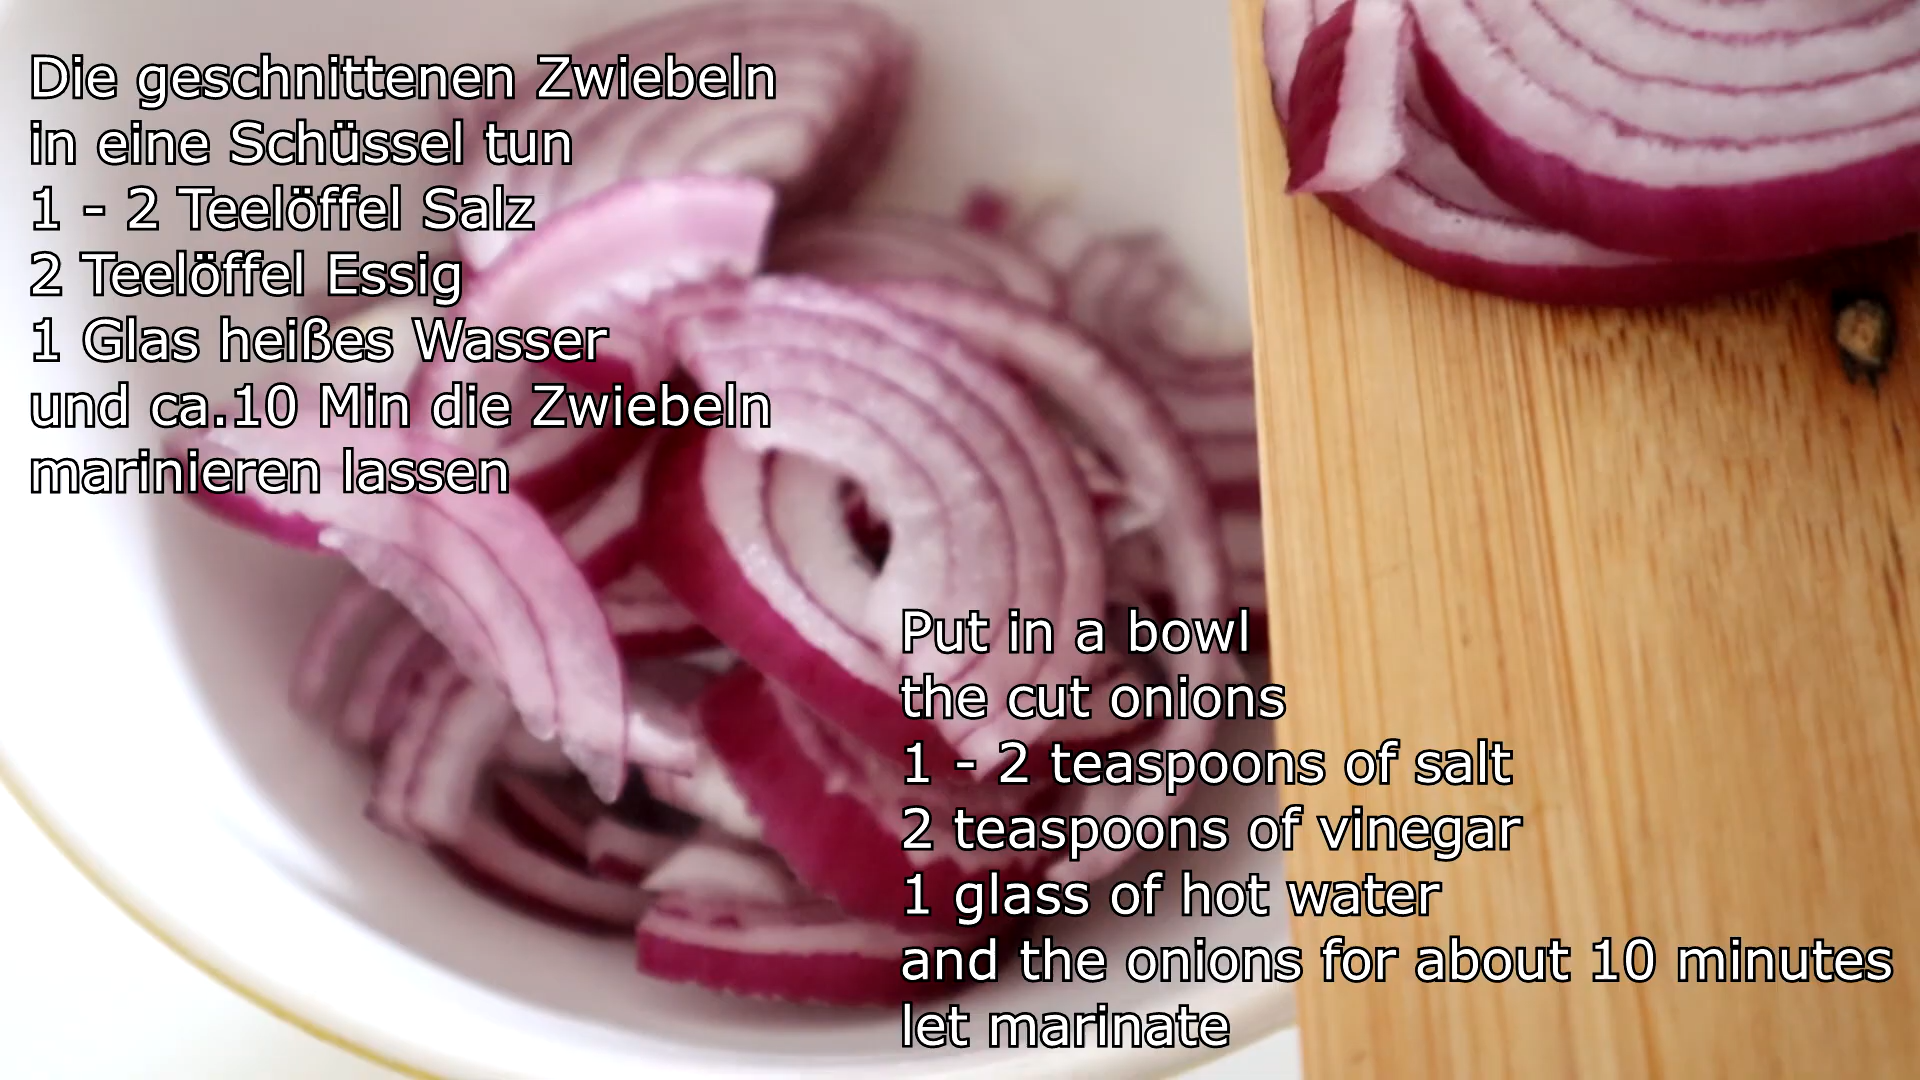 Die geschnittenen Zwiebeln
in eine Schüssel tun
1 - 2 Teelöffel Salz
2 Teelöffel Essig
1 Glas heißes Wasser
und ca.10 Min die Zwiebeln
marinieren lassen
Put in a bowl
the cut onions
1 - 2 teaspoons of salt
2 teaspoons of vinegar
1 glass of hot water
and the onions for about 10 minutes
let marinate